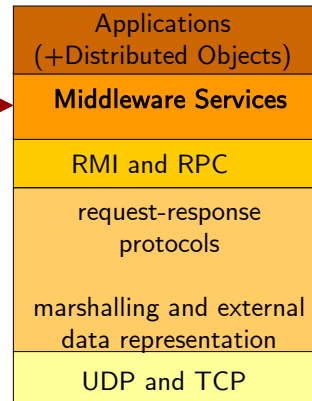 Applications
(+Distributed Objects)
Middleware Services
RMI and RPC
request-response
protocols
marshalling and external
data representation
UDP and TCP